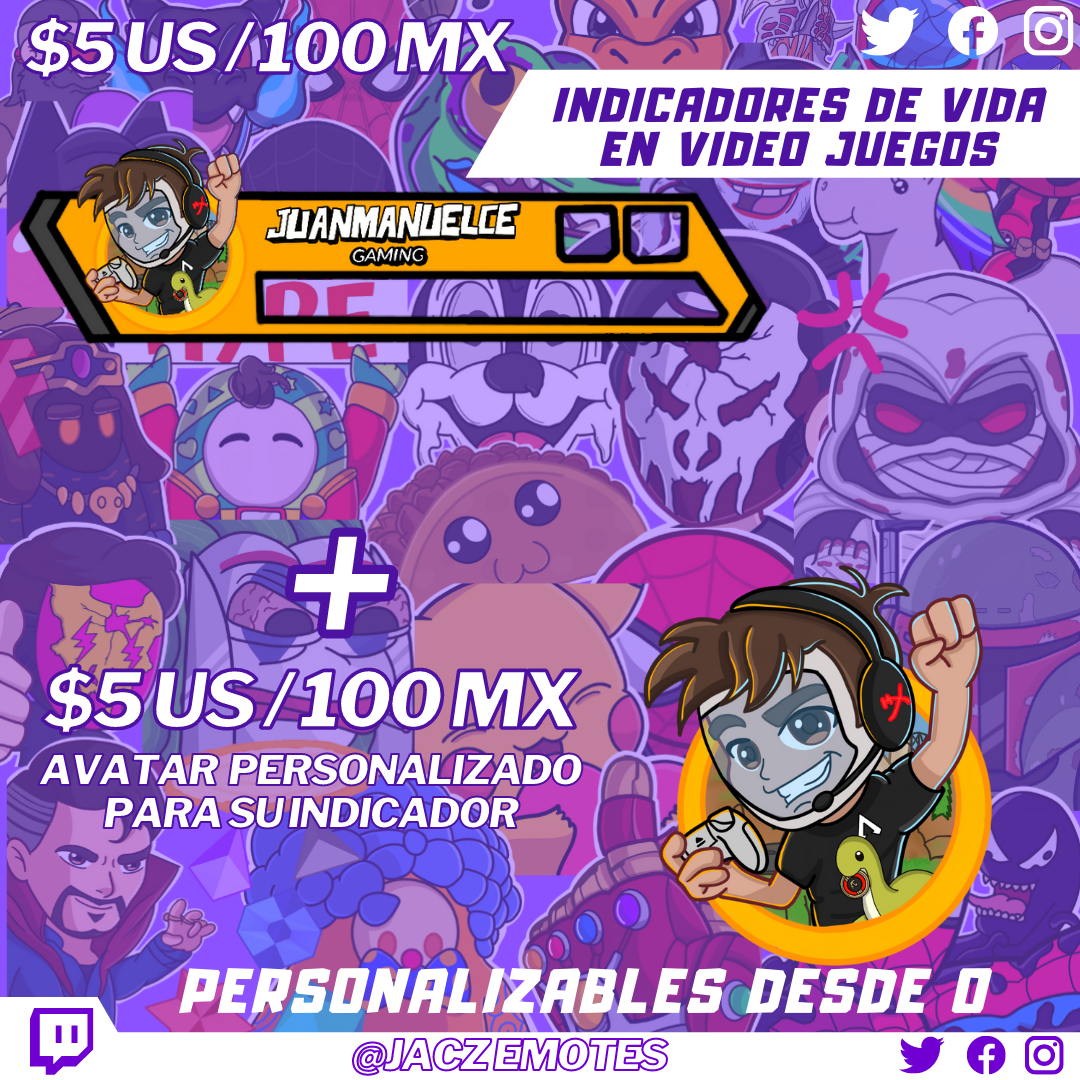 $5 US / 100 MX
INDICADORES DE VIDA
EN VIDEO JUEGOS
JUANMANUELCE
GAMING
+
$5 US / 100 MX
AVATAR PERSONALIZADO
PARA SU INDICADOR
PERSONALIZABLES DESDE 0
@JACZEMOTES